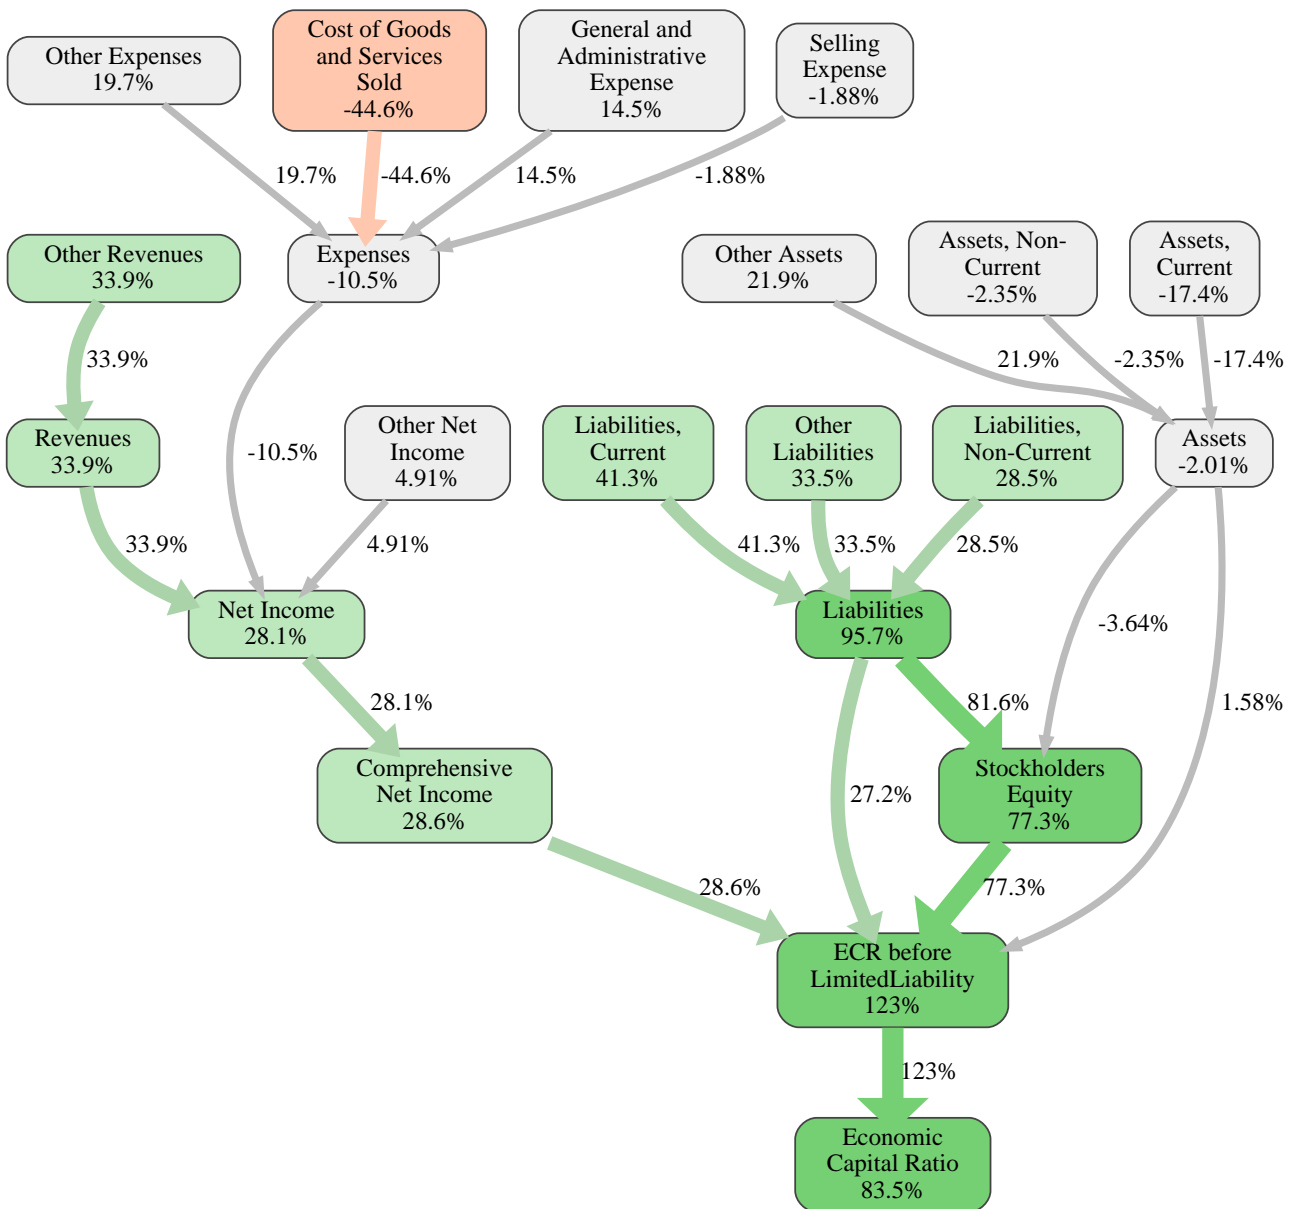 Other Expenses
19.7%
Cost of Goods
and Services
Sold
-44.6%
General and
Administrative
Expense
14.5%
Selling
Expense
-1.88%
19.7%
-44.6%
14.5%
-1.88%
Other Revenues
33.9%
Expenses
-10.5%
Other Assets
21.9%
Assets, Non-
Current
-2.35%
Assets,
Current
-17.4%
33.9%
21.9%
-2.35%
-17.4%
Revenues
33.9%
-10.5%
Other Net
Income
4.91%
Liabilities,
Current
41.3%
Other
Liabilities
33.5%
Liabilities,
Non-Current
28.5%
Assets
-2.01%
33.9%
4.91%
41.3%
33.5%
28.5%
Net Income
28.1%
Liabilities
95.7%
-3.64%
28.1%
81.6%
1.58%
Comprehensive
Net Income
28.6%
27.2%
Stockholders
Equity
77.3%
28.6%
77.3%
ECR before
LimitedLiability
123%
123%
Economic
Capital Ratio
83.5%